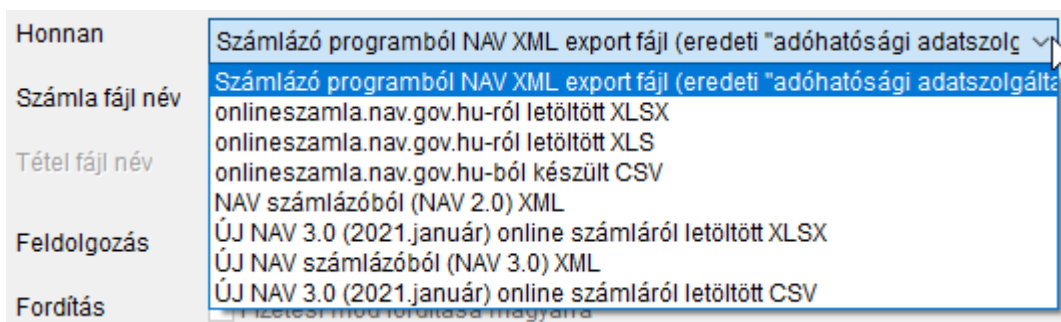 Honnan
Számlázó programból NAV XML export fájl (eredeti "adóhatósági adatszolg
Számlázó programból NAV XML export fájl (eredeti "adóhatósági adatszolgálta
Számla fájl név
onlineszamla.nav.gov.hu-ról letöltött XLSX
onlineszamla.nav.gov.hu-ról letöltött XLS
Tétel fájl név
onlineszamla.nav.gov.hu-ból készült CSV
NAV számlázóból (NAV 2.0) XML
Feldolgozás
ÚJ NAV 3.0 (2021.január) online számláról letöltött XLSX
ÚJ NAV számlázóból (NAV 3.0) XML
ÚJ NAV 3.0 (2021.január) online számláról letöltött CSV
Fordítás
Fizetési mód fordítása magyarra